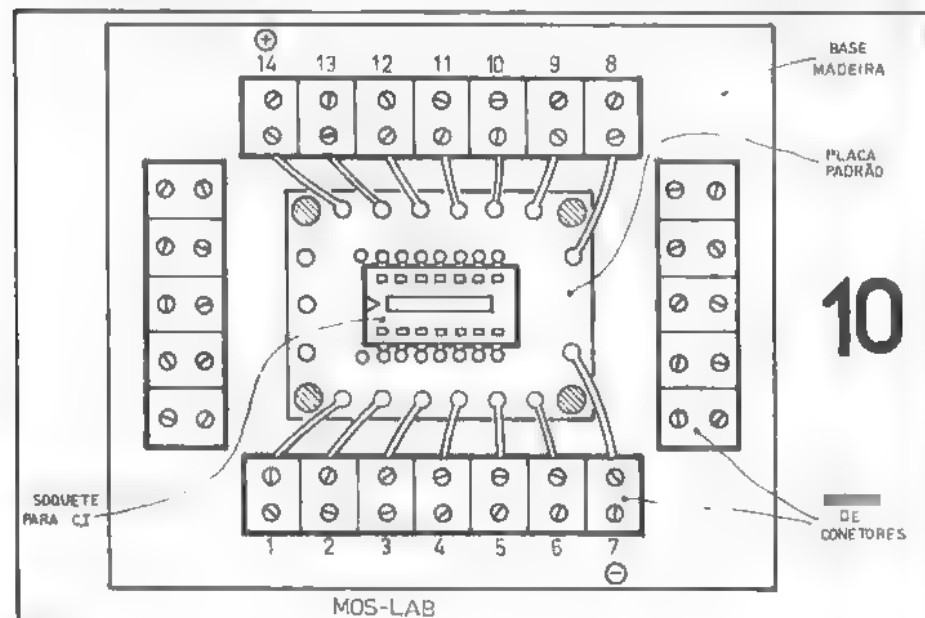 ⊕
14 13 12 11 10 9 8
BASE
MADEIRA
PLACA
PADRÃO
10
SOQUETE
PARA CI
DE
CONETORES
1 2 3 4 5 6 7
⊖
MOS-LAB